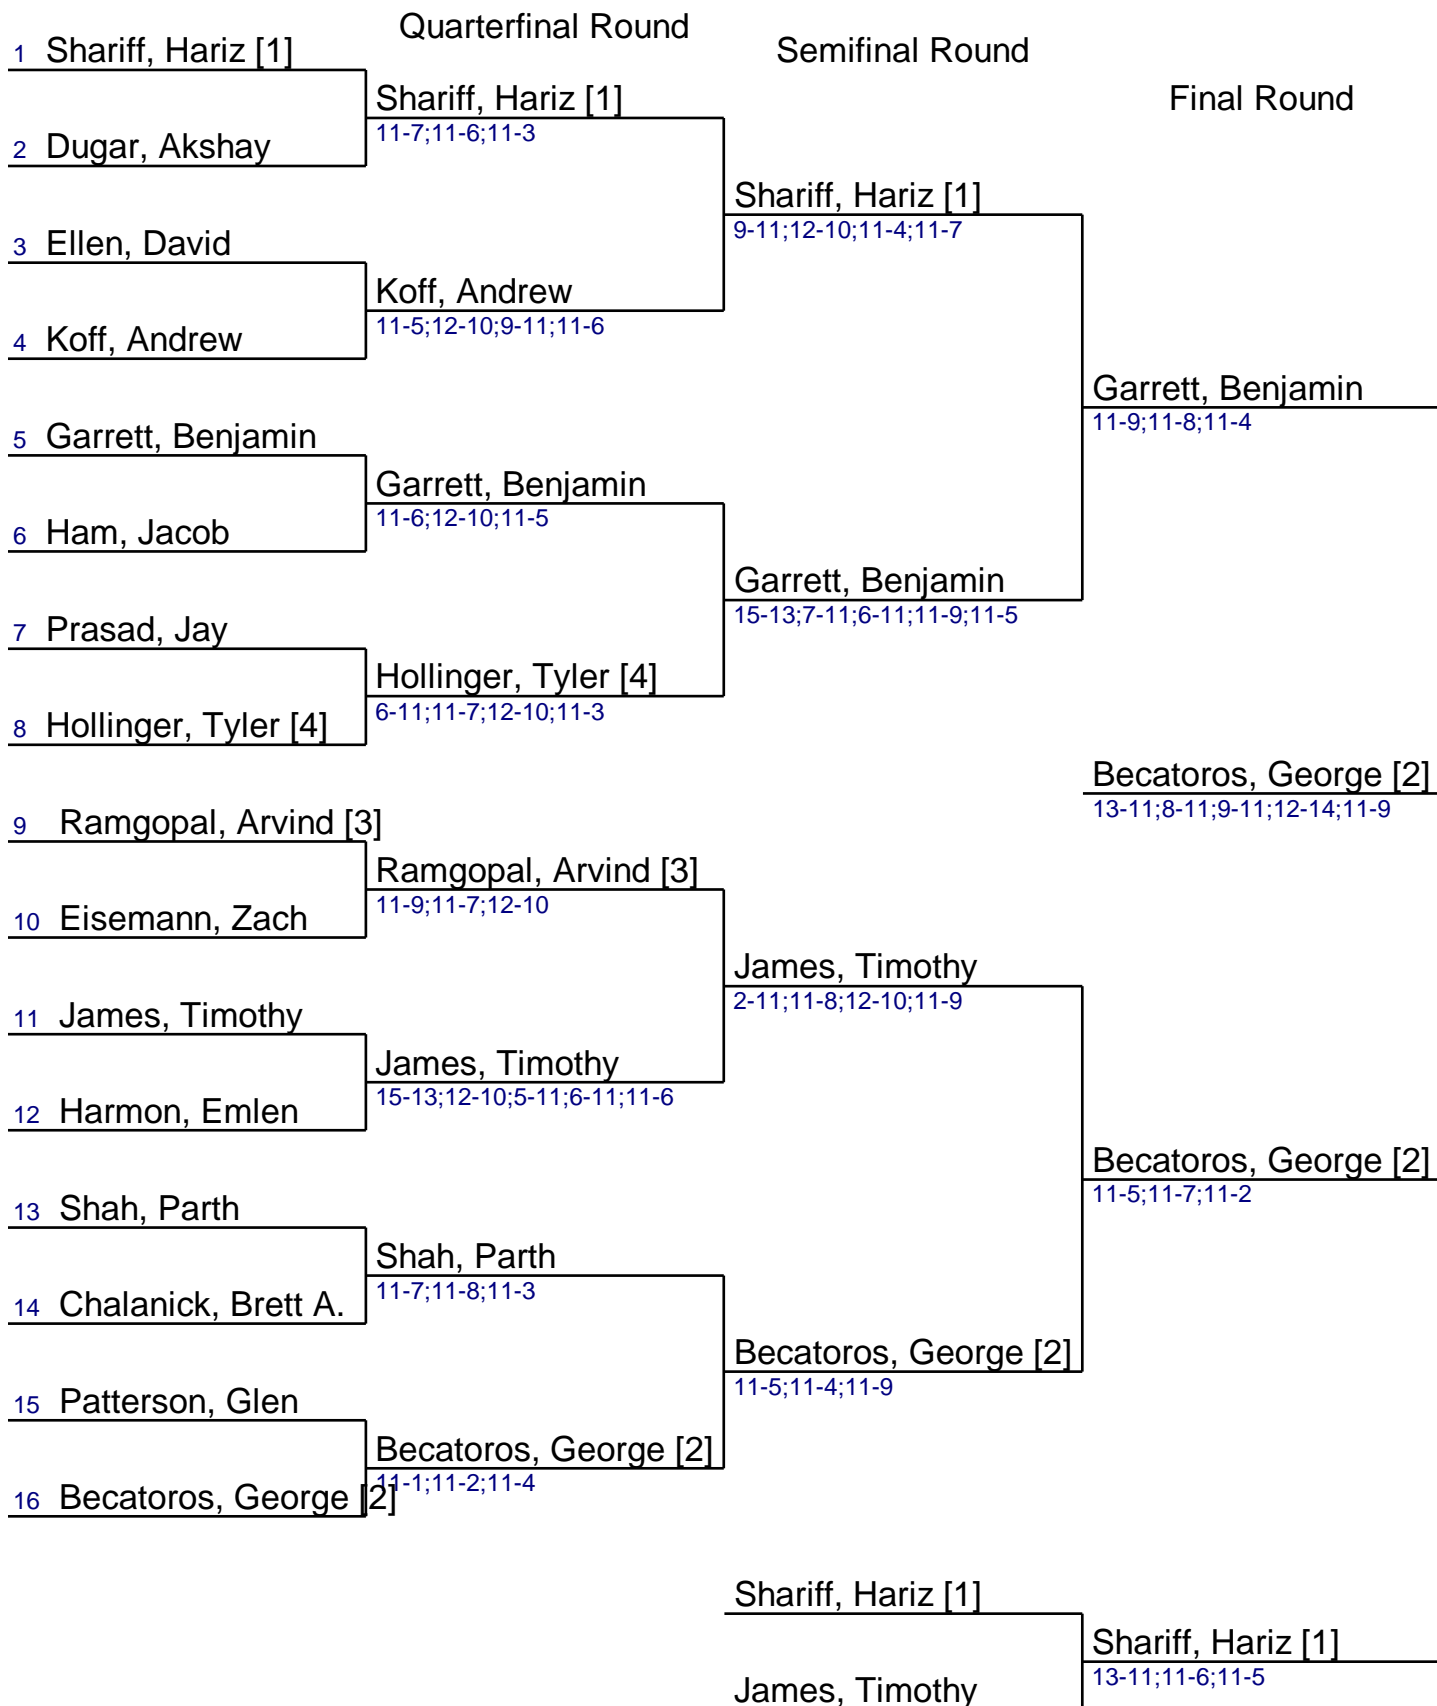 Quarterfinal Round
Semifinal Round
Final Round
1 Shariff, Hariz [1]
Shariff, Hariz [1]
11-7;11-6;11-3
2 Dugar, Akshay
Shariff, Hariz [1]
9-11;12-10;11-4;11-7
3 Ellen, David
Koff, Andrew
11-5;12-10;9-11;11-6
4 Koff, Andrew
Garrett, Benjamin
11-9;11-8;11-4
5 Garrett, Benjamin
Garrett, Benjamin
11-6;12-10;11-5
6 Ham, Jacob
Garrett, Benjamin
15-13;7-11;6-11;11-9;11-5
7 Prasad, Jay
Hollinger, Tyler [4]
6-11;11-7;12-10;11-3
8 Hollinger, Tyler [4]
Becatoros, George [2]
13-11;8-11;9-11;12-14;11-9
9 Ramgopal, Arvind [3]
Ramgopal, Arvind [3]
11-9;11-7;12-10
10 Eisemann, Zach
James, Timothy
2-11;11-8;12-10;11-9
11 James, Timothy
James, Timothy
15-13;12-10;5-11;6-11;11-6
12 Harmon, Emlen
Becatoros, George [2]
11-5;11-7;11-2
13 Shah, Parth
Shah, Parth
11-7;11-8;11-3
14 Chalanick, Brett A.
Becatoros, George [2]
11-5;11-4;11-9
15 Patterson, Glen
Becatoros, George [2]
11-1;11-2;11-4
16 Becatoros, George [2]
Shariff, Hariz [1]
Shariff, Hariz [1]
13-11;11-6;11-5
James, Timothy